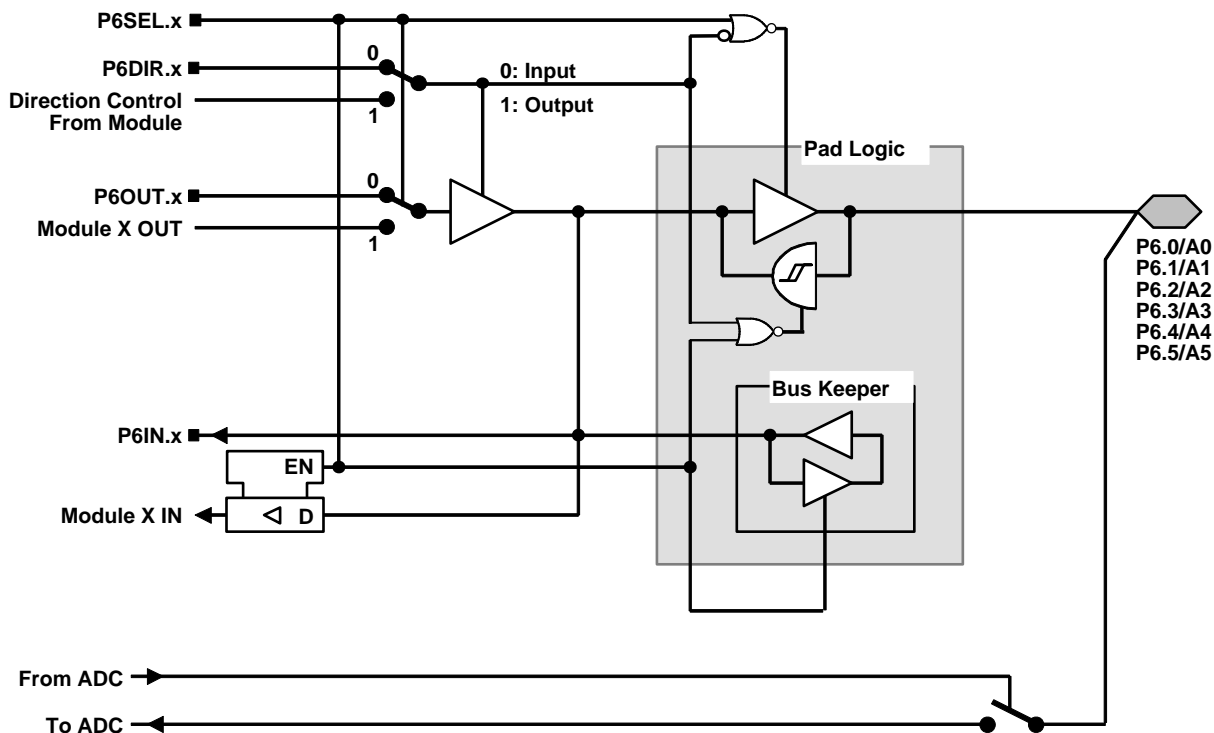 P6SEL.x
0
P6DIR.x
0: Input
Direction Control
From Module
1
1: Output
Pad Logic
P6OUT.x
0
Module X OUT
1
P6.0/A0
P6.1/A1
P6.2/A2
P6.3/A3
P6.4/A4
P6.5/A5
Bus Keeper
P6IN.x
EN
Module X IN
D
From ADC
To ADC